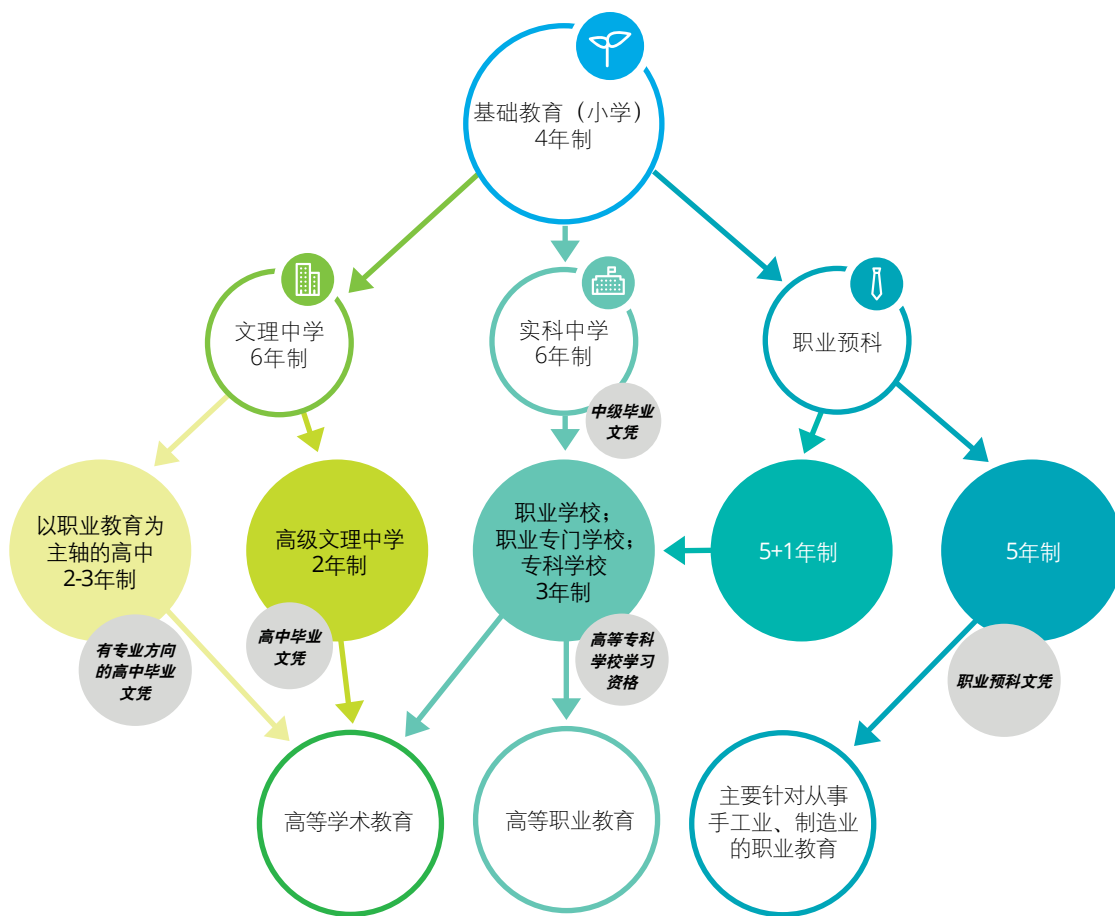 基础教育（小学）
4年制
文理中学
6年制
实科中学
6年制
职业预科
中级毕业
文凭
以职业教育为
主轴的高中
2-3年制
高级文理中学
2年制
职业学校；
职业专门学校；
专科学校
3年制
5+1年制
5年制
有专业方向
的高中毕业
文凭
高中毕业
文凭
高等专科
学校学习
资格
职业预科文凭
高等学术教育
高等职业教育
主要针对从事
手工业、制造业
的职业教育